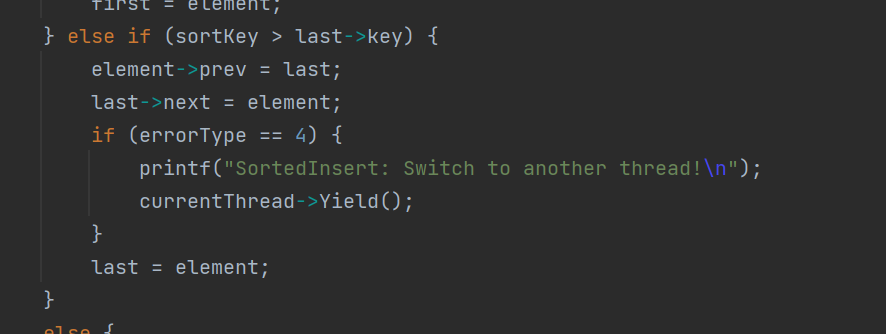 first = element;
} else if (sortKey > last->key) {
element->prev = last;
last->next = element;
if (errorType == 4) {
printf("SortedInsert: Switch to another thread!\n");
currentThread->Yield();
}
last = element;
}
else {